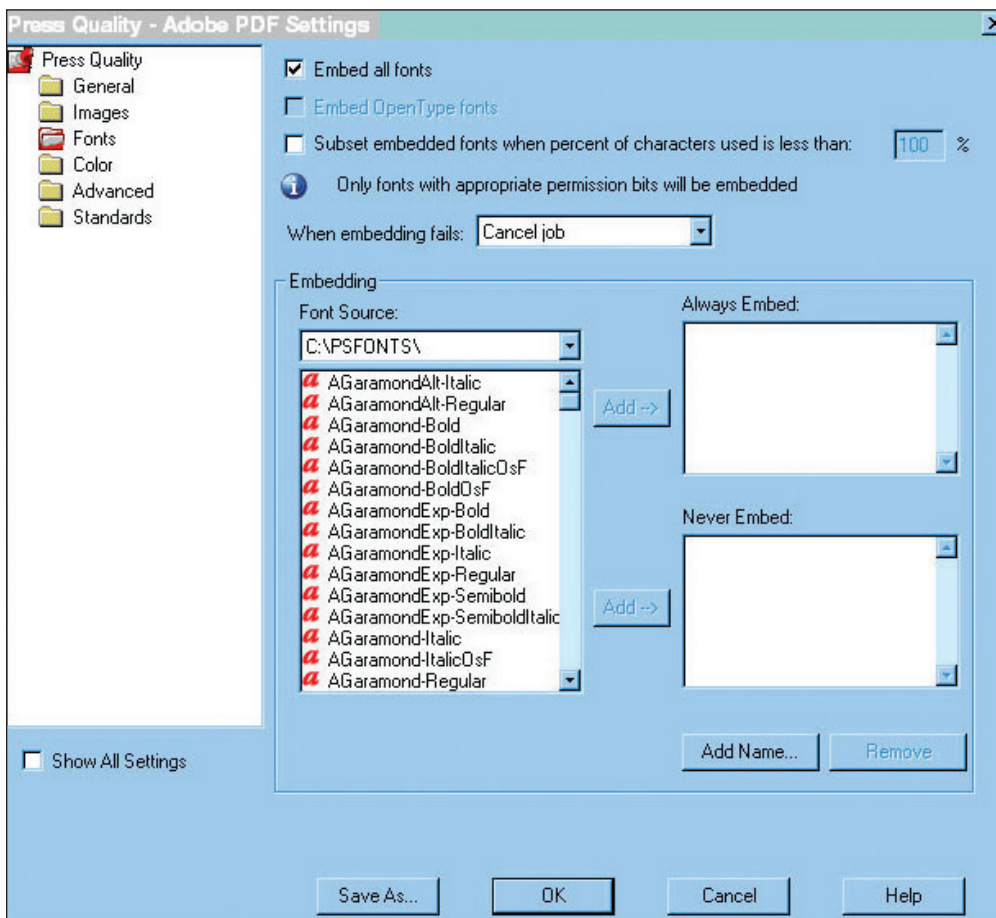 Press Quality - Adobe PDF Settings
Press Quality
General
Images
Fonts
Color
Advanced
Standards
Show All Settings
Embed all fonts
Embed OpenType fonts
Subset embedded fonts when percent of characters used is less than: 100 %
Only fonts with appropriate permission bits will be embedded
When embedding fails: Cancel job
Embedding
Font Source:
C:\PSFONTS\
AGaramondAlt-Italic
AGaramondAlt-Regular
AGaramond-Bold
AGaramond-BoldItalic
AGaramond-BoldItalicOsF
AGaramond-BoldOsF
AGaramondExp-Bold
AGaramondExp-BoldItalic
AGaramondExp-Italic
AGaramondExp-Regular
AGaramondExp-Semibold
AGaramondExp-SemiboldItalic
AGaramond-Italic
AGaramond-ItalicOsF
AGaramond-Regular
Add -->
Add -->
Always Embed:
Never Embed:
Add Name...
Remove
Save As...
OK
Cancel
Help